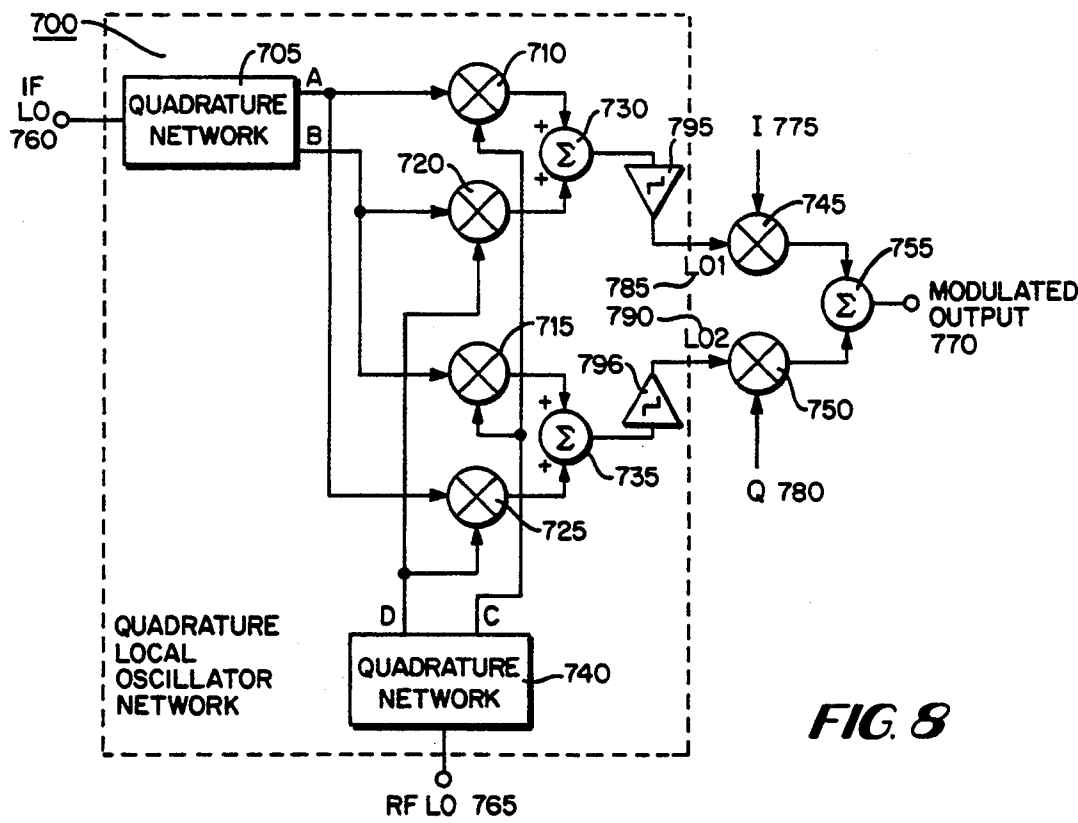 700
705
A
IF
LO
760
QUADRATURE
NETWORK
B
710
+
730
Σ
+
795
I 775
720
745
755
LO1
785
790
LO2
Σ
MODULATED
OUTPUT
770
715
796
750
+
Σ
+
735
Q 780
725
D
C
QUADRATURE
LOCAL
OSCILLATOR
NETWORK
QUADRATURE
NETWORK
740
FIG. 8
RF LO 765